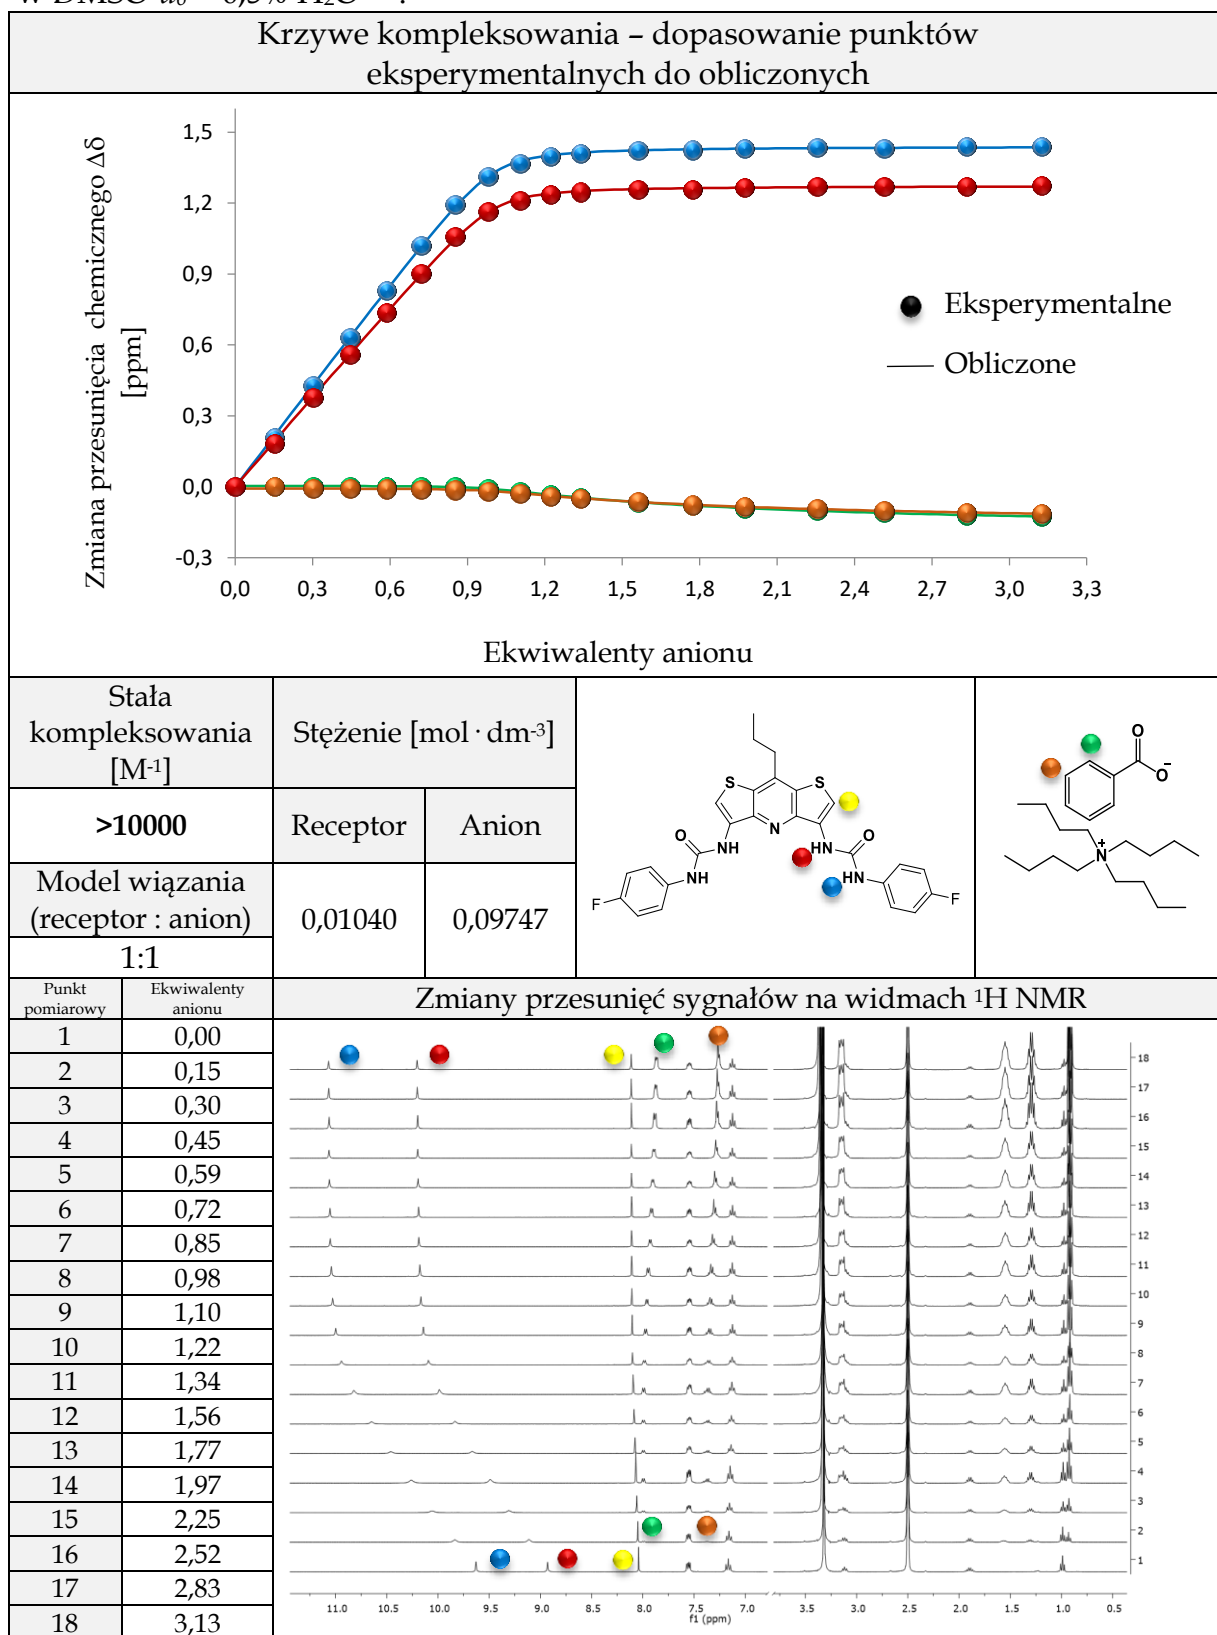 w DMSO-d₆ + 0,5% H₂O
Krzywe kompleksowania – dopasowanie punktów
eksperymentalnych do obliczonych
Zmiana przesunięcia chemicznego Δδ
[ppm]
1,5
1,2
0,9
0,6
0,3
0,0
-0,3
Eksperymentalne
Obliczone
0,0 0,3 0,6 0,9 1,2 1,5 1,8 2,1 2,4 2,7 3,0 3,3
Ekwiwalenty anionu
Stała
kompleksowania
[M⁻¹]
>10000
Model wiązania
(receptor : anion)
1:1
Stężenie [mol · dm⁻³]
Receptor Anion
0,01040 0,09747
S S
N
O NH HN O
NH HN
F F
O
O⁻
N⁺
Punkt
pomiarowy
Ekwiwalenty
anionu
Zmiany przesunięć sygnałów na widmach ¹H NMR
1 0,00
2 0,15
3 0,30
4 0,45
5 0,59
6 0,72
7 0,85
8 0,98
9 1,10
10 1,22
11 1,34
12 1,56
13 1,77
14 1,97
15 2,25
16 2,52
17 2,83
18 3,13
18
17
16
15
14
13
12
11
10
9
8
7
6
5
4
3
2
1
11.0 10.5 10.0 9.5 9.0 8.5 8.0 7.5 7.0 3.5 3.0 2.5 2.0 1.5 1.0 0.5
f1 (ppm)